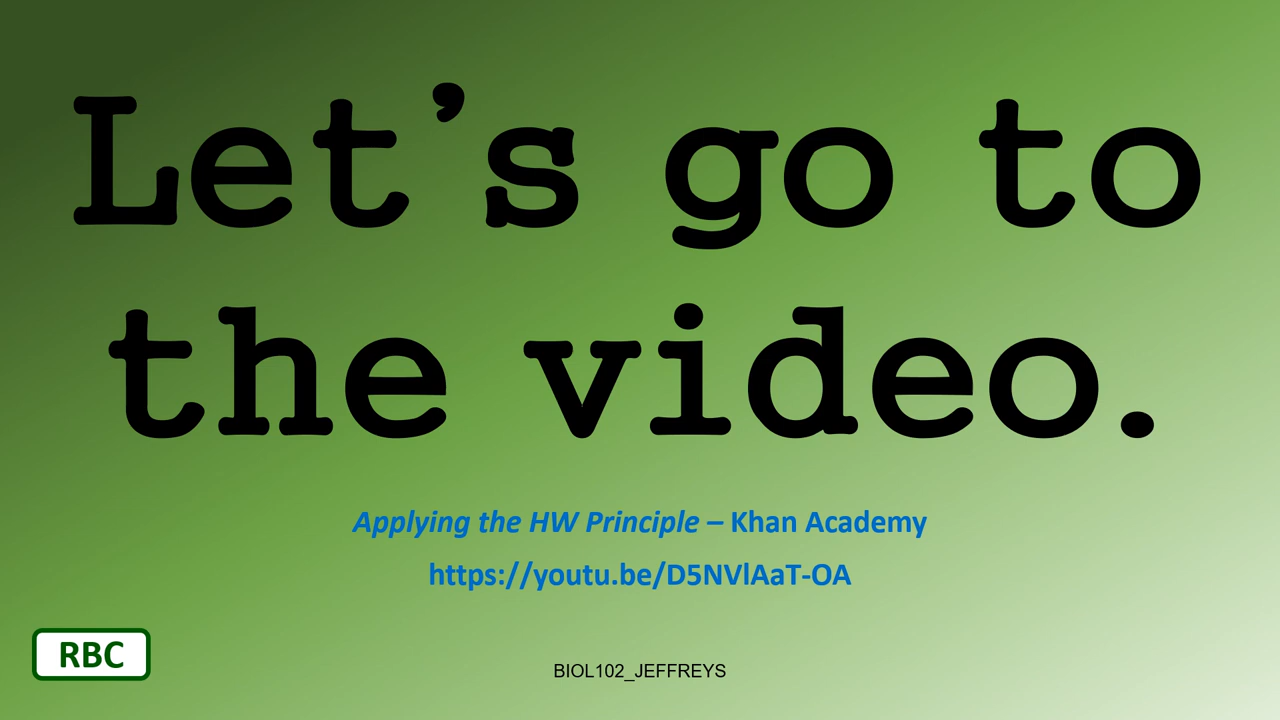 Let’s go to
the video.
Applying the HW Principle – Khan Academy
https://youtu.be/D5NVlAaT-OA
RBC
BIOL102_JEFFREYS